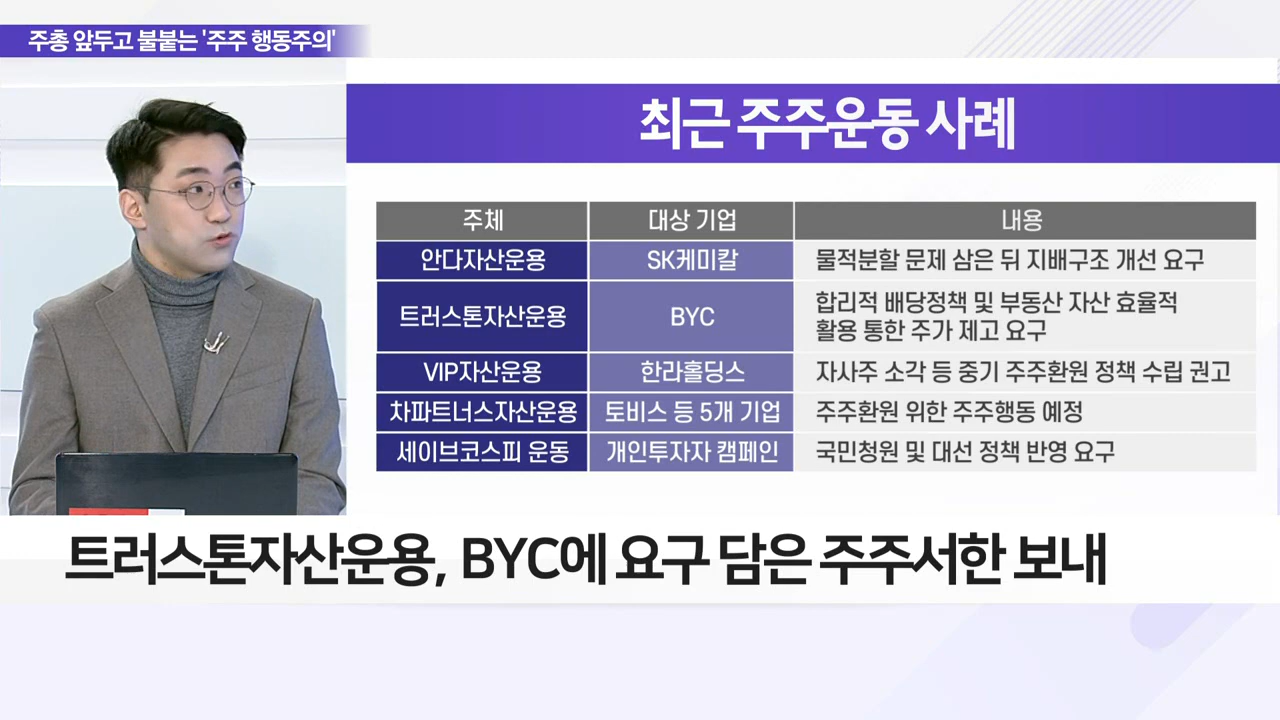 주총 앞두고 불붙는 '주주 행동주의'
최근 주주운동 사례
주체 대상 기업 내용
안다자산운용 SK케미칼 물적분할 문제 삼은 뒤 지배구조 개선 요구
트러스톤자산운용 BYC 합리적 배당정책 및 부동산 자산 효율적
활용 통한 주가 제고 요구
VIP자산운용 한라홀딩스 자사주 소각 등 중기 주주환원 정책 수립 권고
차파트너스자산운용 토비스 등 5개 기업 주주환원 위한 주주행동 예정
세이브코스피 운동 개인투자자 캠페인 국민청원 및 대선 정책 반영 요구
트러스톤자산운용, BYC에 요구 담은 주주서한 보내